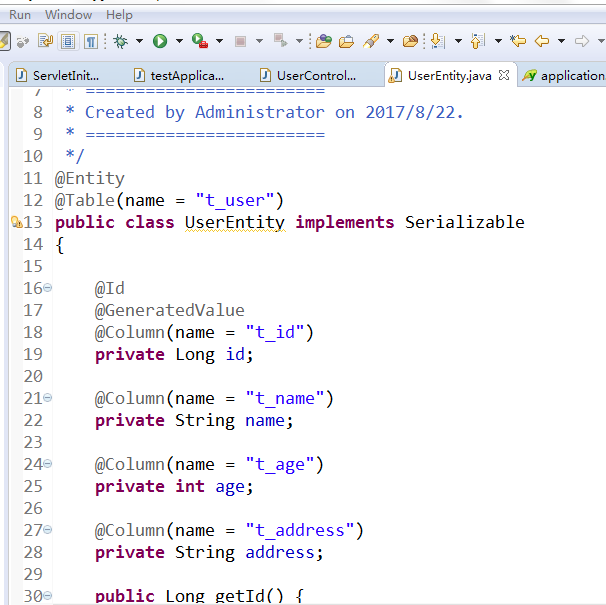 Run Window Help
ServletInit... testApplica... UserControl... UserEntity.java application
7 * ========================
8 * Created by Administrator on 2017/8/22.
9 * ========================
10 */
11 @Entity
12 @Table(name = "t_user")
13 public class UserEntity implements Serializable
14 {
15
16 @Id
17 @GeneratedValue
18 @Column(name = "t_id")
19 private Long id;
20
21 @Column(name = "t_name")
22 private String name;
23
24 @Column(name = "t_age")
25 private int age;
26
27 @Column(name = "t_address")
28 private String address;
29
30 public Long getId() {